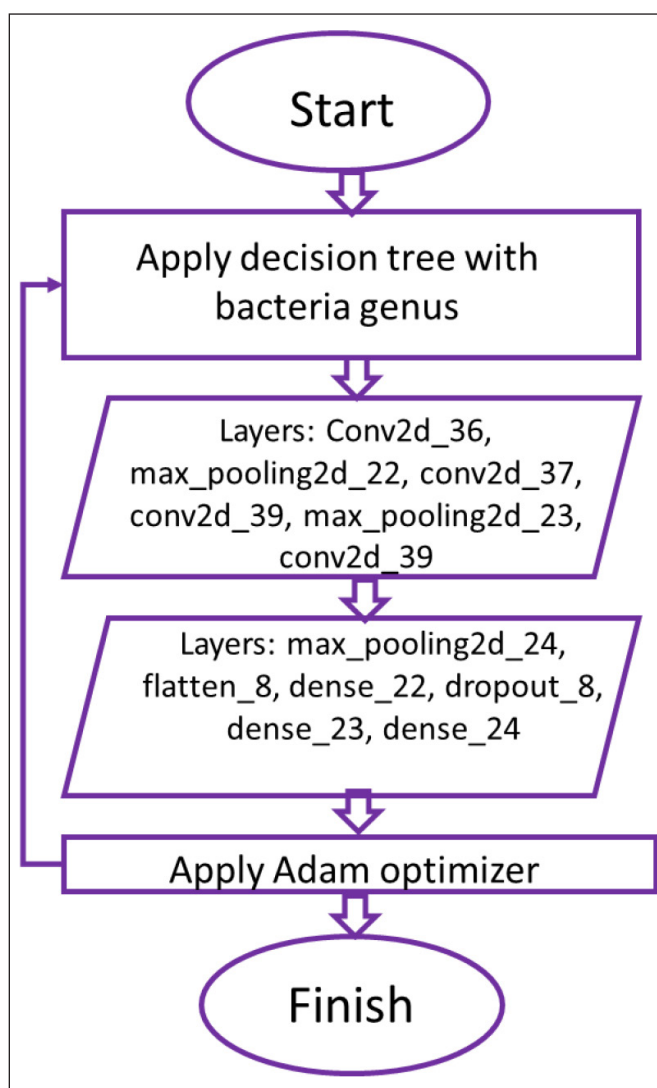 Start
Apply decision tree with
bacteria genus
Layers: Conv2d_36,
max_pooling2d_22, conv2d_37,
conv2d_39, max_pooling2d_23,
conv2d_39
Layers: max_pooling2d_24,
flatten_8, dense_22, dropout_8,
dense_23, dense_24
Apply Adam optimizer
Finish